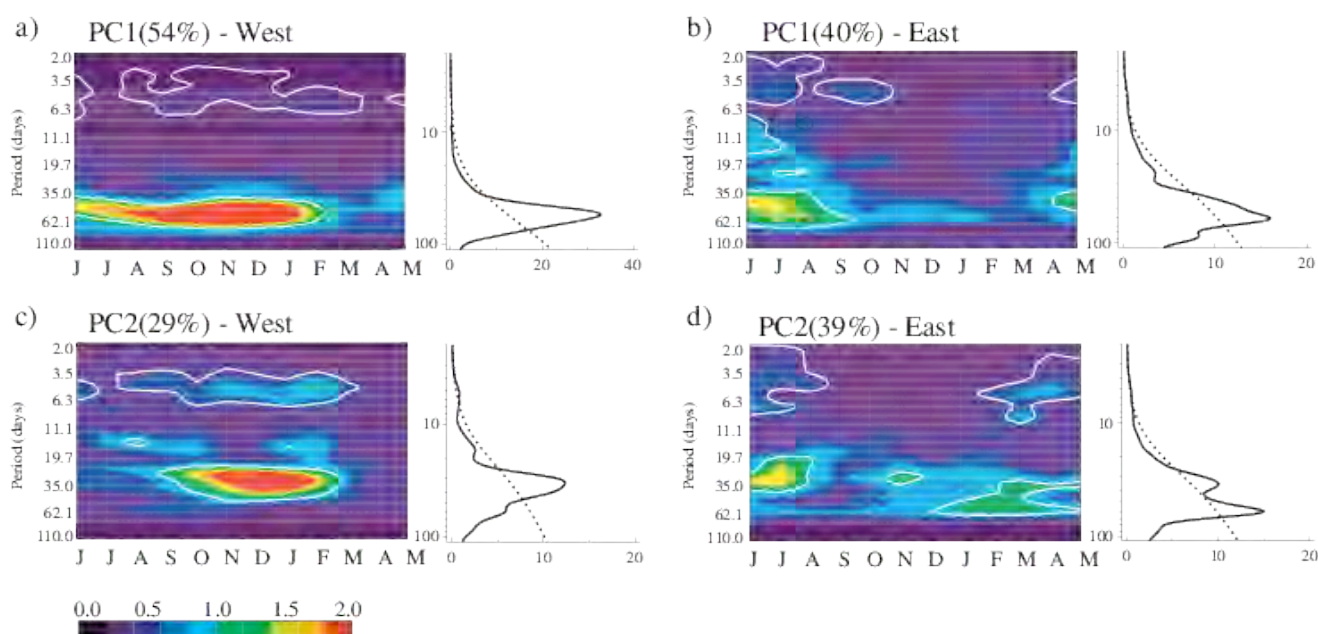 a) PC1(54%) - West
Period (days)
2.0
3.5
6.3
11.1
19.7
35.0
62.1
110.0
J J A S O N D J F M A M
10
100
0 20 40
b) PC1(40%) - East
Period (days)
2.0
3.5
6.3
11.1
19.7
35.0
62.1
110.0
J J A S O N D J F M A M
10
100
0 10 20
c) PC2(29%) - West
Period (days)
2.0
3.5
6.3
11.1
19.7
35.0
62.1
110.0
J J A S O N D J F M A M
10
100
0 10 20
d) PC2(39%) - East
Period (days)
2.0
3.5
6.3
11.1
19.7
35.0
62.1
110.0
J J A S O N D J F M A M
10
100
0 10 20
0.0 0.5 1.0 1.5 2.0